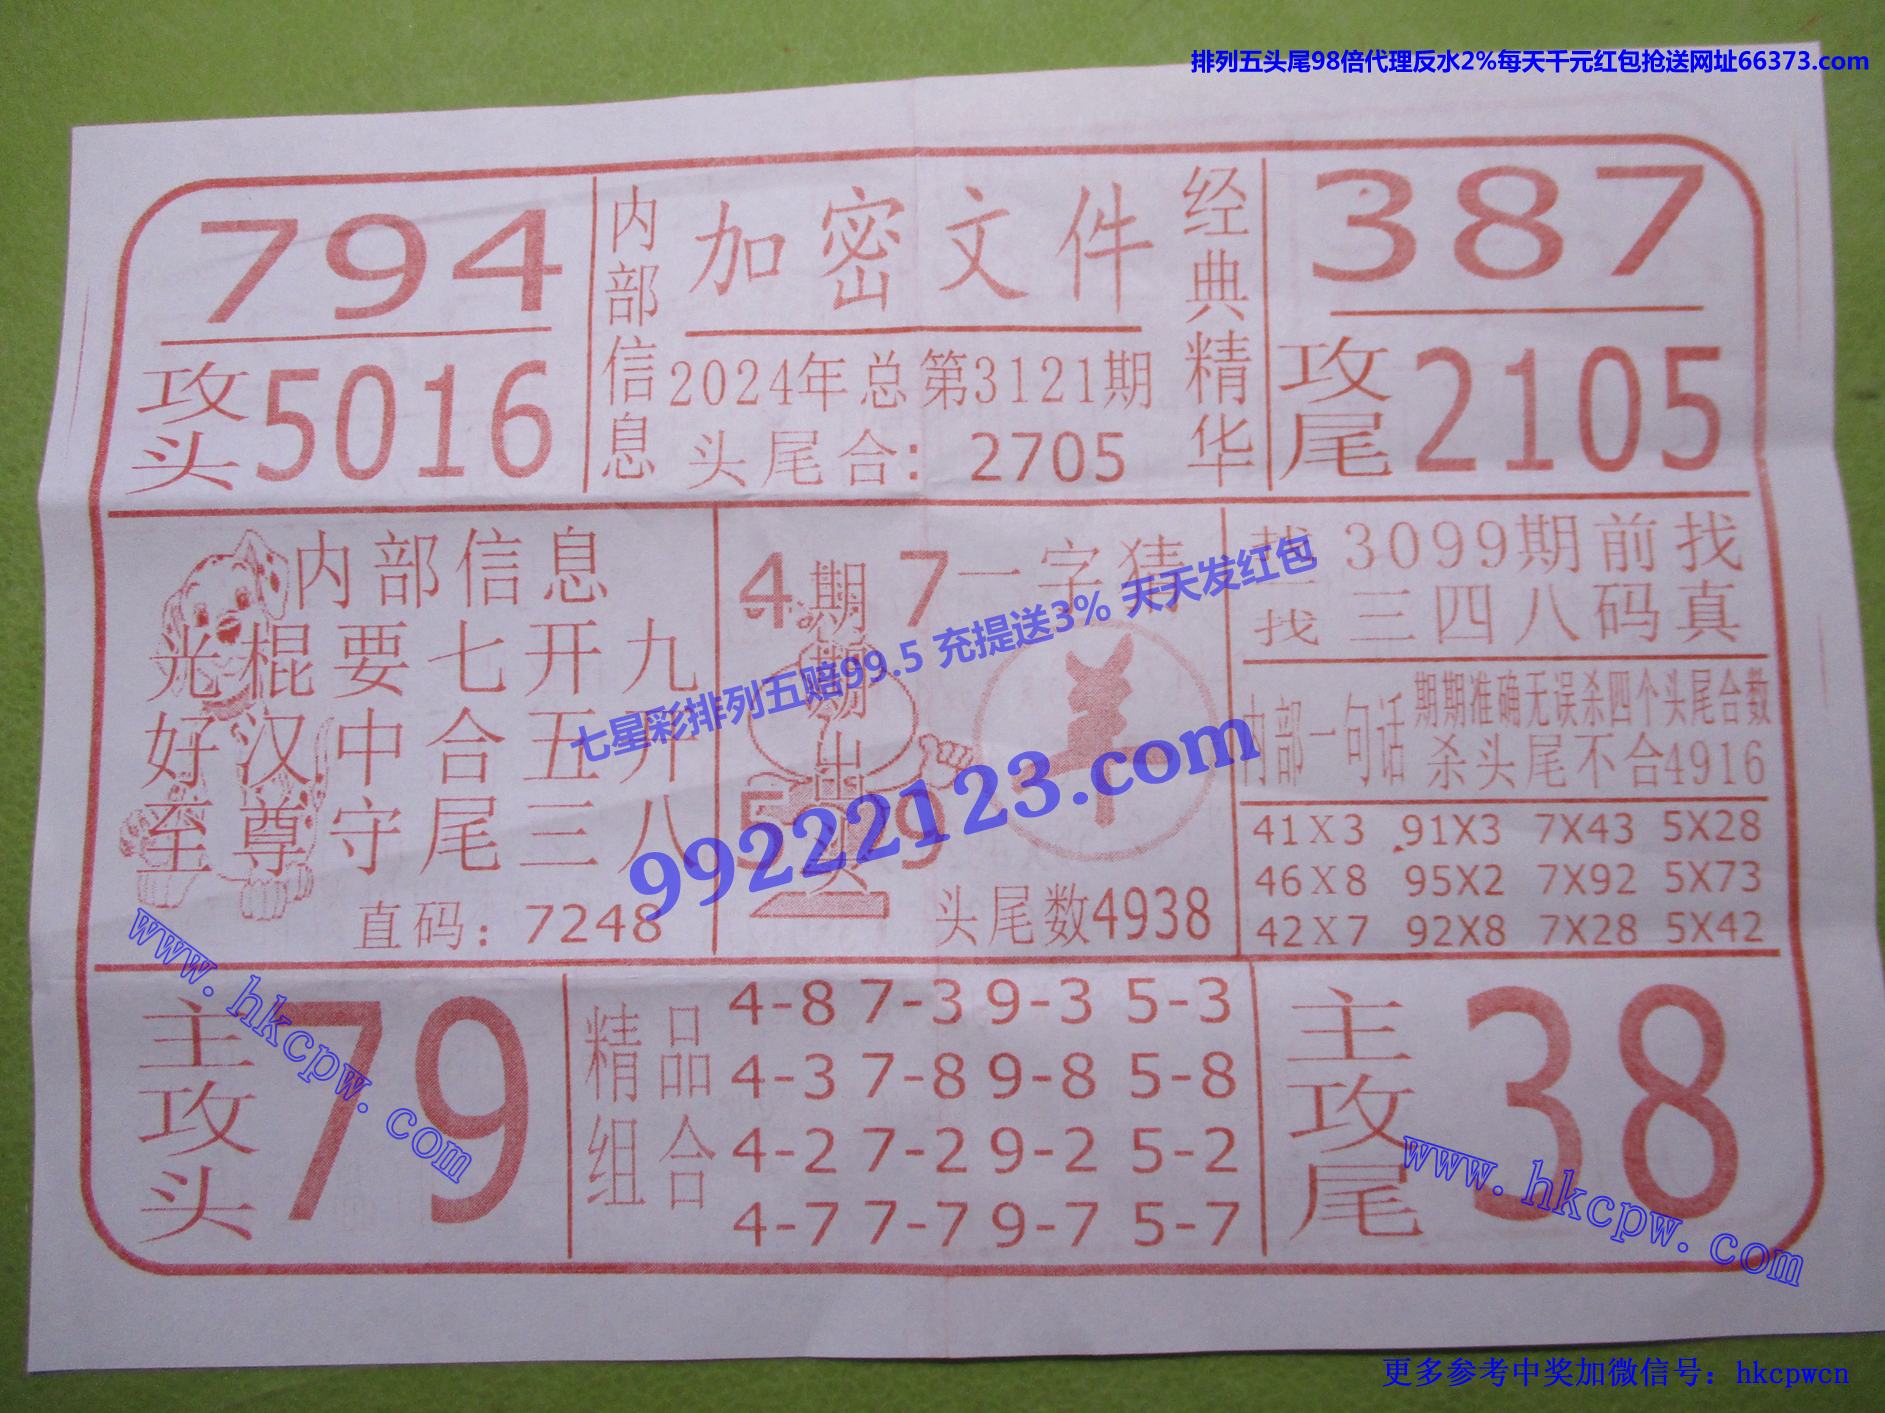 排列五头尾98倍代理反水2%每天千元红包抢送网址66373.com
794
攻头5016
内部信息
加密文件
2024年总第3121期
头尾合：2705
经典精华
387
攻尾2105
内部信息
光棍要七开九
好汉中合五开
至尊守尾三八
直码：7248
4 7
期期出
5 9
一字猜
羊
头尾数4938
七星彩排列五赔99.5 充提送3% 天天发红包
99222123.com
找一找
3099期前找
三四八码真
内部一句话
期期准确无误杀四个头尾合数
杀头尾不合4916
41X3 91X3 7X43 5X28
46X8 95X2 7X92 5X73
42X7 92X8 7X28 5X42
主攻头
79
精品组合
4-8 7-3 9-3 5-3
4-3 7-8 9-8 5-8
4-2 7-2 9-2 5-2
4-7 7-7 9-7 5-7
主攻尾
38
www.hkcpw.com
www.hkcpw.com
更多参考中奖加微信号：hkcpwcn